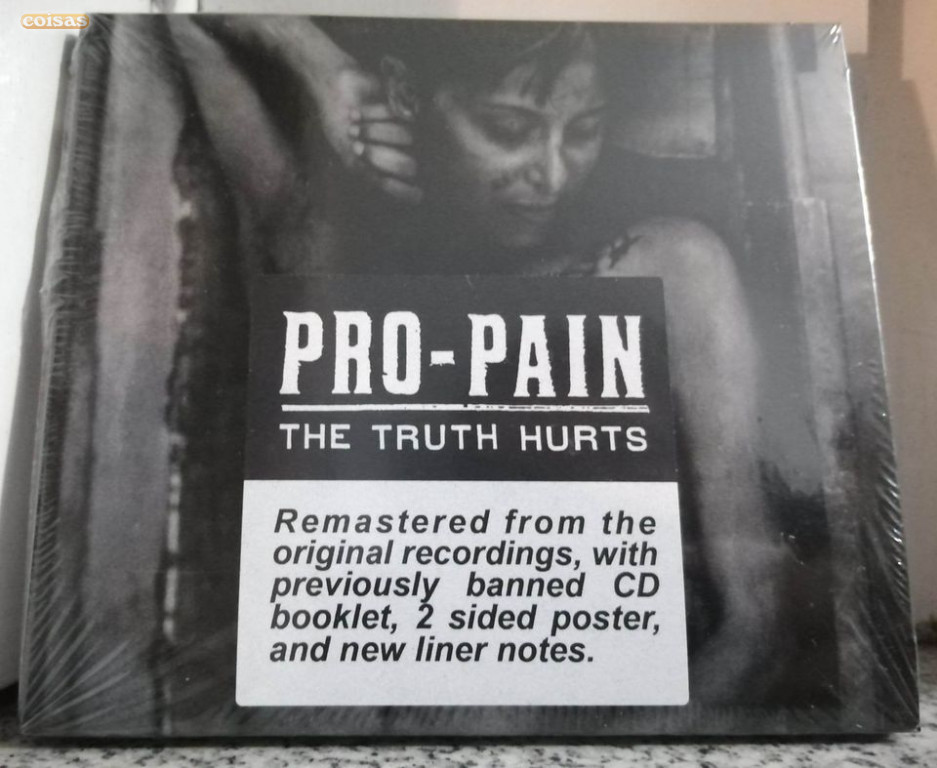 coisas
PRO-PAIN
THE TRUTH HURTS
Remastered from the
original recordings, with
previously banned CD
booklet, 2 sided poster,
and new liner notes.